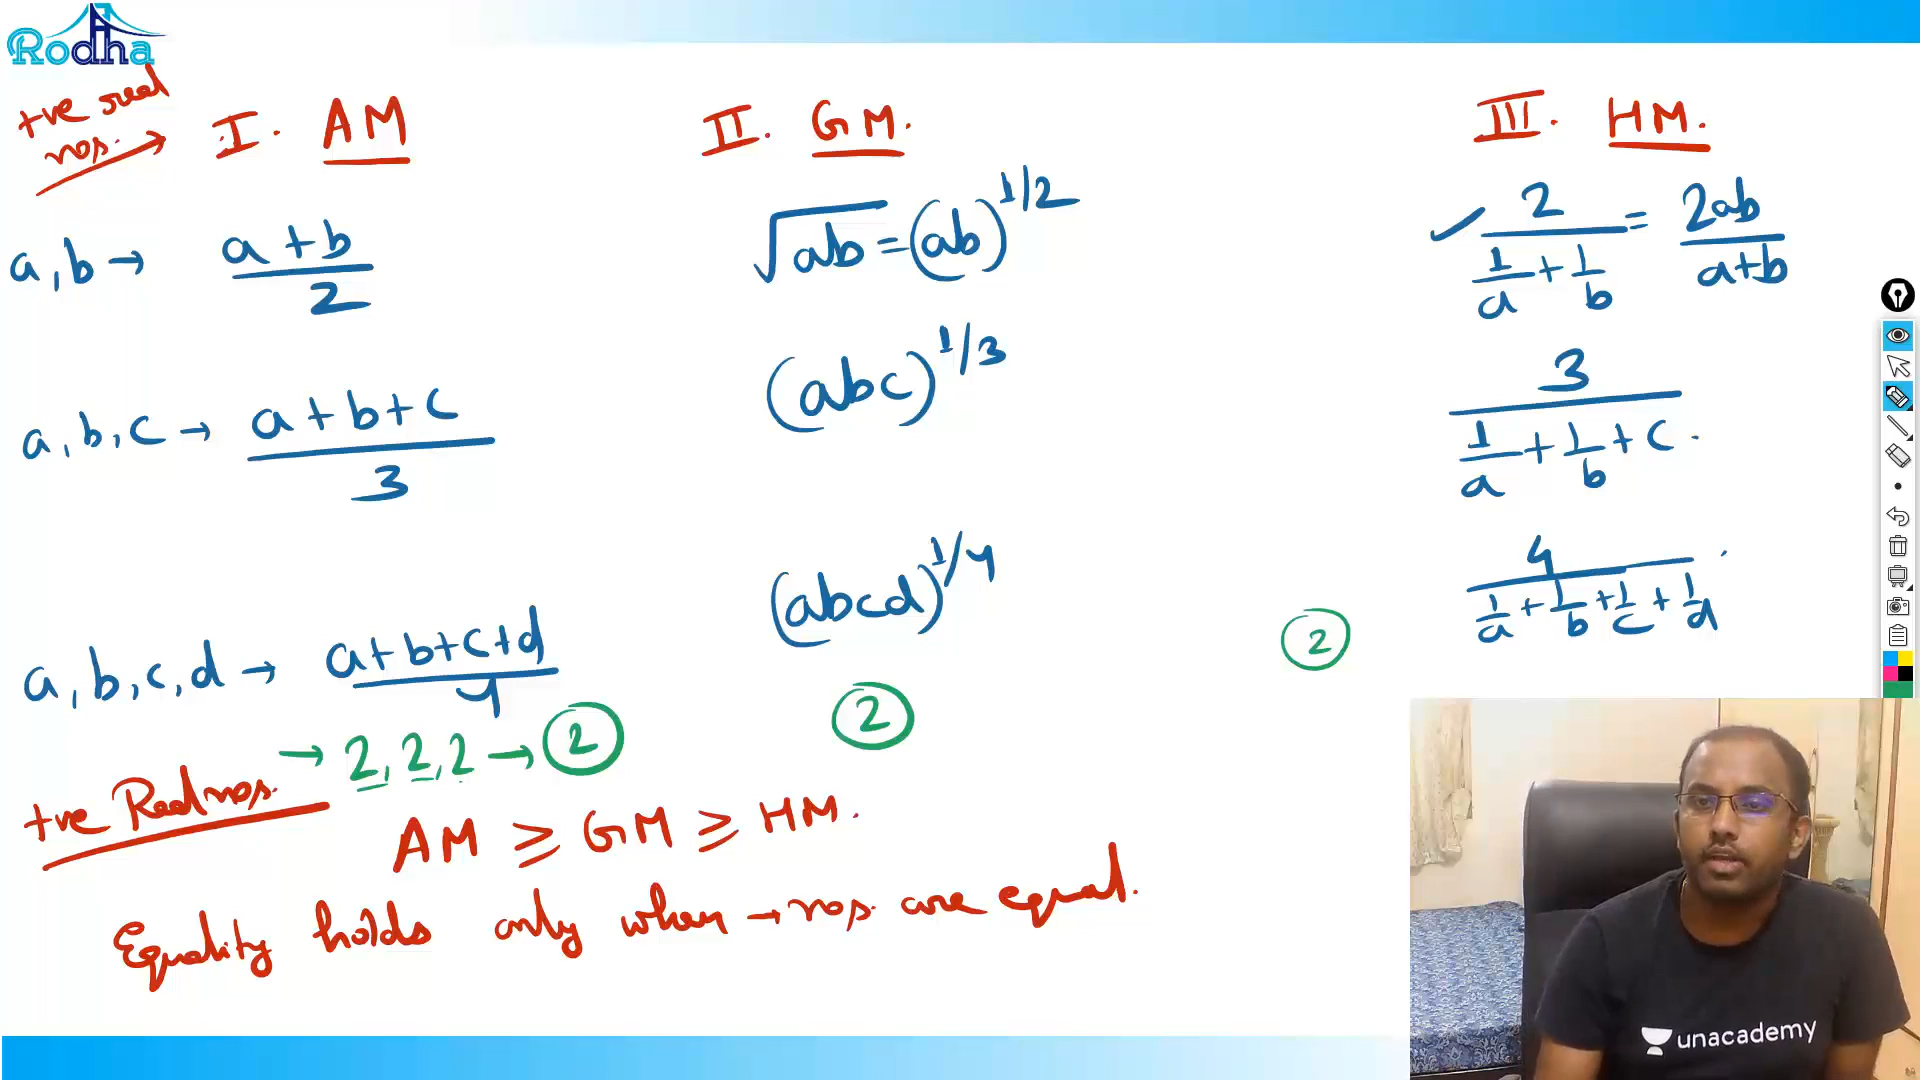 Rodha
+ve real nos. → I. AM II. GM. III. HM.
a, b → a+b/2 √ab = (ab)^1/2 ✓ 2/(1/a + 1/b) = 2ab/a+b
a, b, c → a+b+c/3 (abc)^1/3 3/(1/a + 1/b + c).
a, b, c, d → a+b+c+d/4 (abcd)^1/4 4/(1/a + 1/b + 1/c + 1/d)
+ve Real nos. → 2, 2, 2 → 2 2 2
AM ≥ GM ≥ HM.
Equality holds only when → nos. are equal.
unacademy